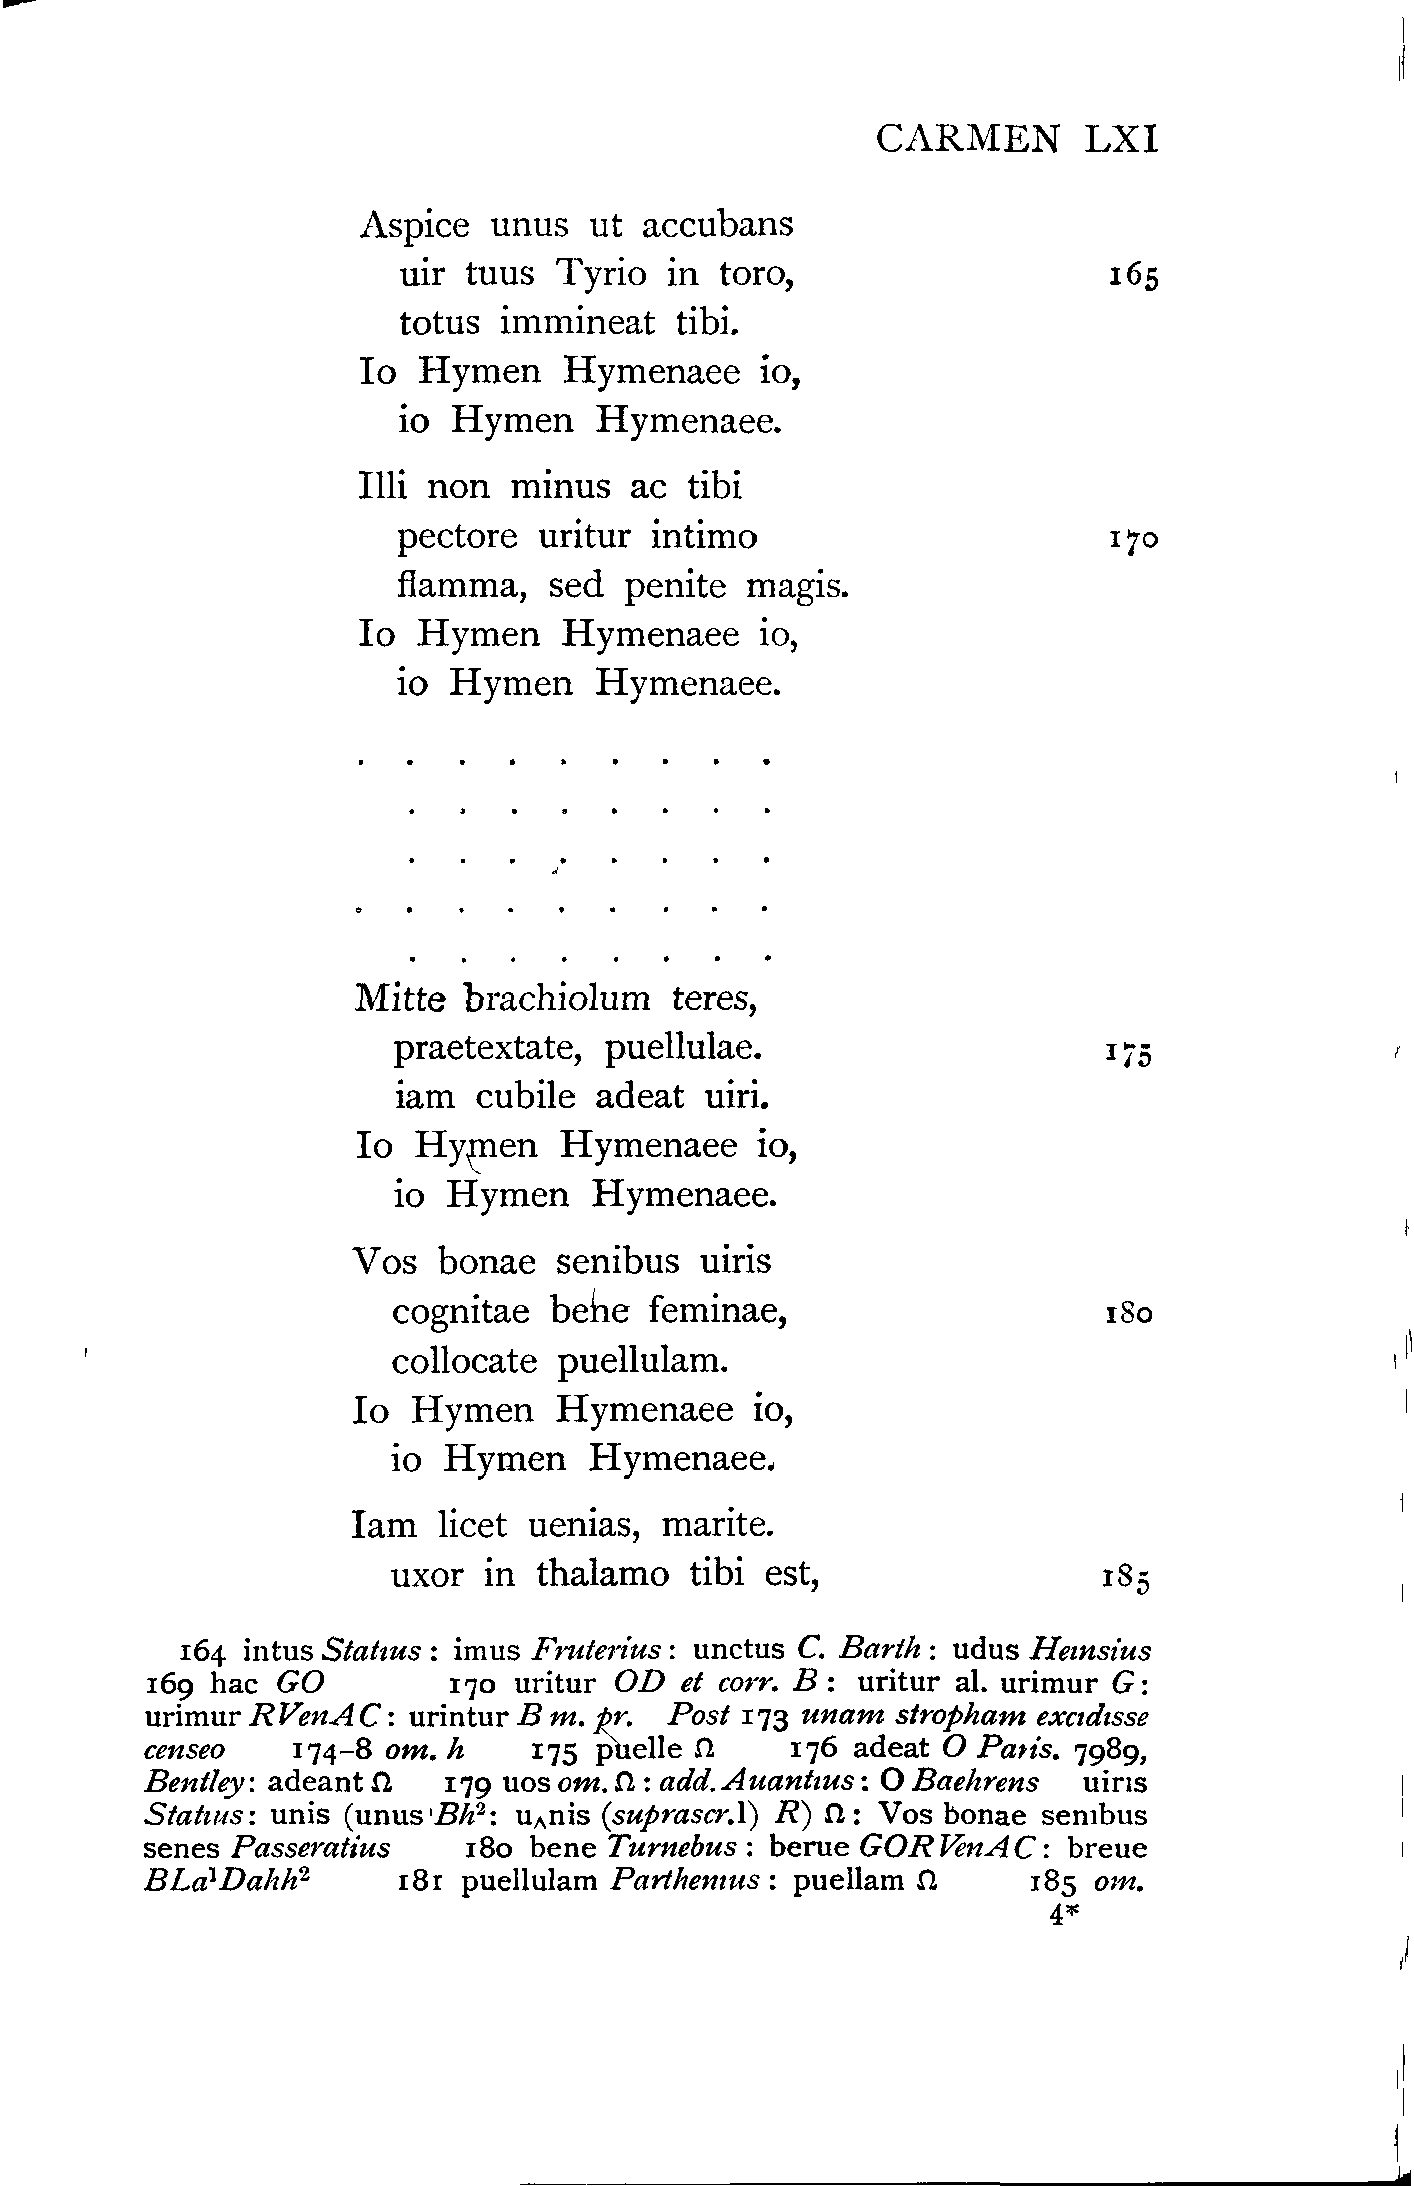 CARMEN LXI
Aspice unus ut accubans
uir tuus Tyrio in toro, 165
totus immineat tibi.
Io Hymen Hymenaee io,
io Hymen Hymenaee.
Illi non minus ac tibi
pectore uritur intimo 170
flamma, sed penite magis.
Io Hymen Hymenaee io,
io Hymen Hymenaee.
. . . . . . . . .
. . . . . . . .
. . . . . . . .
. . . . . . . . .
. . . . . . . .
Mitte brachiolum teres,
praetextate, puellulae. 175
iam cubile adeat uiri.
Io Hymen Hymenaee io,
io Hymen Hymenaee.
Vos bonae senibus uiris
cognitae bene feminae, 180
collocate puellulam.
Io Hymen Hymenaee io,
io Hymen Hymenaee.
Iam licet uenias, marite.
uxor in thalamo tibi est, 185
164 intus Statius : imus Fruterius : unctus C. Barth : udus Heinsius
169 hac GO 170 uritur OD et corr. B : uritur al. urimur G :
urimur RVenAC : urintur B m. pr. Post 173 unam stropham excidisse
censeo 174–8 om. h 175 puelle Ω 176 adeat O Paris. 7989,
Bentley : adeant Ω 179 uos om. Ω : add. Auantius : O Baehrens uiris
Statius : unis (unus Bh²: u‸nis (suprascr.l) R) Ω : Vos bonae senibus
senes Passeratius 180 bene Turnebus : berue GORVenAC : breue
BLa¹Dahh² 181 puellulam Parthenius : puellam Ω 185 om.
4*